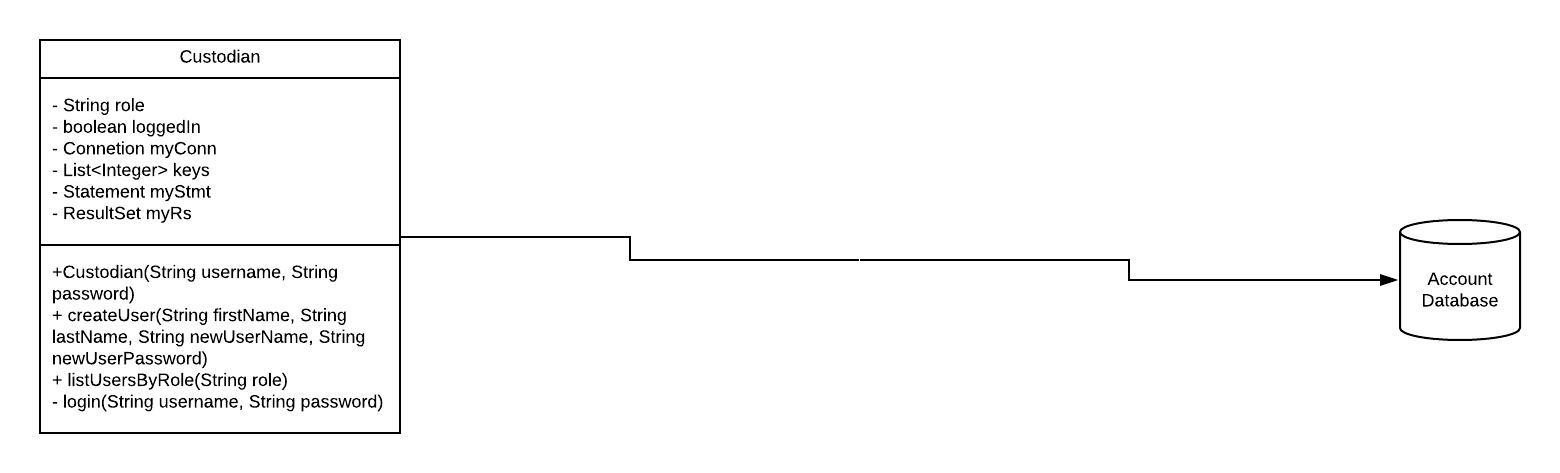 Custodian
- String role
- boolean loggedIn
- Connetion myConn
- List<Integer> keys
- Statement myStmt
- ResultSet myRs
+Custodian(String username, String
password)
+ createUser(String firstName, String
lastName, String newUserName, String
newUserPassword)
+ listUsersByRole(String role)
- login(String username, String password)
Account
Database